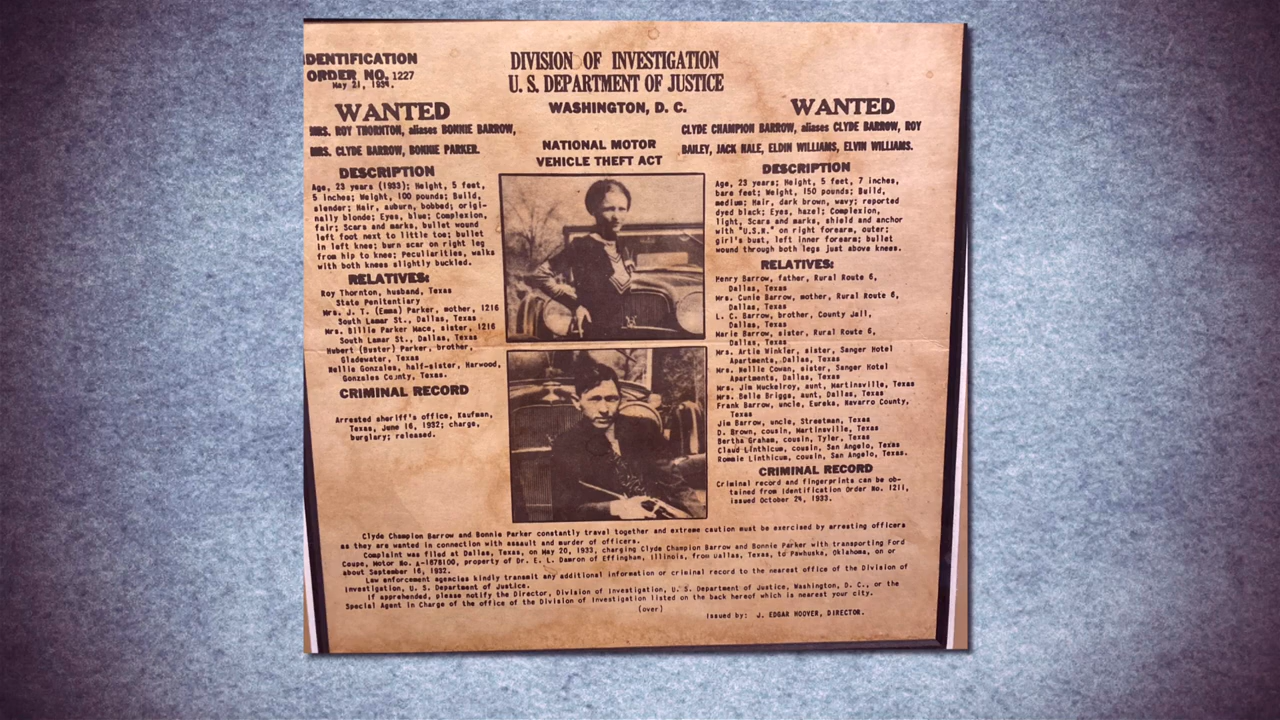 IDENTIFICATION
ORDER NO. 1227
May 21, 1934.
DIVISION OF INVESTIGATION
U. S. DEPARTMENT OF JUSTICE
WASHINGTON, D. C.
NATIONAL MOTOR
VEHICLE THEFT ACT
WANTED
MRS. ROY THORNTON, aliases BONNIE BARROW,
MRS. CLYDE BARROW, BONNIE PARKER.
DESCRIPTION
Age, 23 years (1933); Height, 5 feet,
5 inches; Weight, 100 pounds; Build,
slender; Hair, auburn, bobbed; origi-
nally blonde; Eyes, blue; Complexion,
fair; Scars and marks, bullet wound
left foot next to little toe; bullet
in left knee; burn scar on right leg
from hip to knee; Peculiarities, walks
with both knees slightly buckled.
RELATIVES:
Roy Thornton, husband, Texas
State Penitentiary
Mrs. J. T. (Emma) Parker, mother, 1216
South Lamar St., Dallas, Texas
Mrs. Billie Parker Mace, sister, 1216
South Lamar St., Dallas, Texas
Hubert (Buster) Parker, brother,
Gladewater, Texas
Nellie Gonzales, half-sister, Harwood,
Gonzales County, Texas.
CRIMINAL RECORD
Arrested sheriff's office, Kaufman,
Texas, June 16, 1932; charge,
burglary; released.
WANTED
CLYDE CHAMPION BARROW, aliases CLYDE BARROW, ROY
BAILEY, JACK HALE, ELDIN WILLIAMS, ELVIN WILLIAMS.
DESCRIPTION
Age, 23 years; Height, 5 feet, 7 inches,
bare feet; Weight, 150 pounds; Build,
medium; Hair, dark brown, wavy; reported
dyed black; Eyes, hazel; Complexion,
light, Scars and marks, shield and anchor
with "U.S.N." on right forearm, outer;
girl's bust, left inner forearm; bullet
wound through both legs just above knees.
RELATIVES:
Henry Barrow, father, Rural Route 6,
Dallas, Texas
Mrs. Cunie Barrow, mother, Rural Route 6,
Dallas, Texas
L. C. Barrow, brother, County Jail,
Dallas, Texas
Marie Barrow, sister, Rural Route 6,
Dallas, Texas
Mrs. Artie Winkler, sister, Sanger Hotel
Apartments, Dallas, Texas
Mrs. Nellie Cowan, sister, Sanger Hotel
Apartments, Dallas, Texas
Mrs. Jim Muckelroy, aunt, Martinsville, Texas
Mrs. Belle Briggs, aunt, Dallas, Texas
Frank Barrow, uncle, Eureka, Navarro County,
Texas
Jim Barrow, uncle, Streetman, Texas
D. Brown, cousin, Martinsville, Texas
Bertha Graham, cousin, Tyler, Texas
Claud Linthicum, cousin, San Angelo, Texas
Rommie Linthicum, cousin, San Angelo, Texas.
CRIMINAL RECORD
Criminal record and fingerprints can be ob-
tained from Identification Order No. 1211,
issued October 24, 1933.
Clyde Champion Barrow and Bonnie Parker constantly travel together and extreme caution must be exercised by arresting officers
as they are wanted in connection with assault and murder of officers.
Complaint was filed at Dallas, Texas, on May 20, 1933, charging Clyde Champion Barrow and Bonnie Parker with transporting Ford
Coupe, Motor No. A-1878100, property of Dr. E. L. Damron of Effingham, Illinois, from Dallas, Texas, to Pawhuska, Oklahoma, on or
about September 16, 1932.
Law enforcement agencies kindly transmit any additional information or criminal record to the nearest office of the Division of
Investigation, U. S. Department of Justice.
If apprehended, please notify the Director, Division of Investigation, U. S. Department of Justice, Washington, D. C., or the
Special Agent in Charge of the office of the Division of Investigation listed on the back hereof which is nearest your city.
(over)
Issued by: J. EDGAR HOOVER, DIRECTOR.